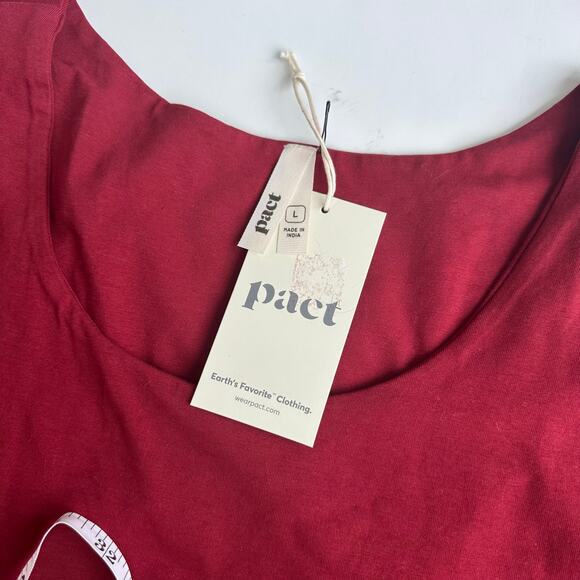 pact
L
MADE IN
INDIA
pact
Earth's Favorite™ Clothing.
wearpact.com